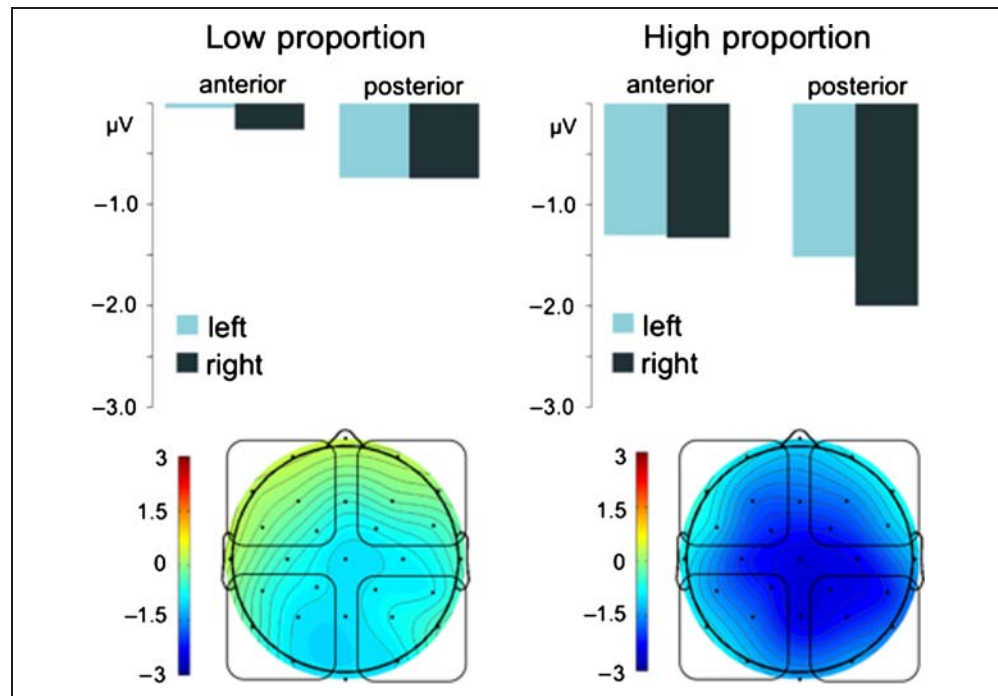 Low proportion
anterior posterior
μV
–1.0
–2.0
–3.0
left
right
3
1.5
0
–1.5
–3
High proportion
anterior posterior
μV
–1.0
–2.0
–3.0
left
right
3
1.5
0
–1.5
–3